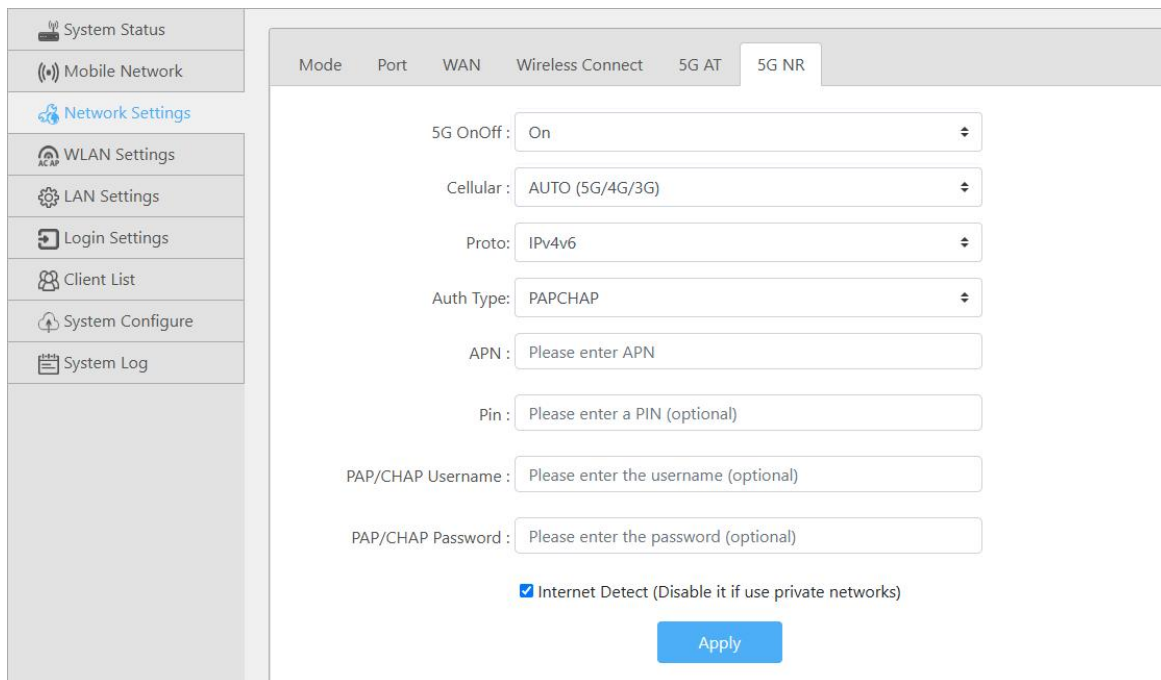 System Status
Mobile Network
Network Settings
AC AP WLAN Settings
LAN Settings
Login Settings
Client List
System Configure
System Log
Mode Port WAN Wireless Connect 5G AT 5G NR
5G OnOff : On
Cellular : AUTO (5G/4G/3G)
Proto: IPv4v6
Auth Type: PAPCHAP
APN : Please enter APN
Pin : Please enter a PIN (optional)
PAP/CHAP Username : Please enter the username (optional)
PAP/CHAP Password : Please enter the password (optional)
Internet Detect (Disable it if use private networks)
Apply